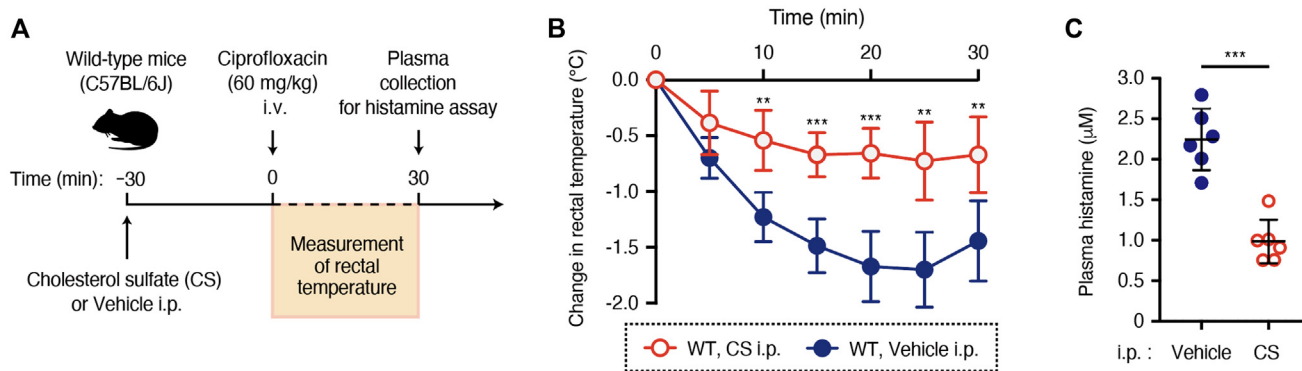 A
Wild-type mice
(C57BL/6J)
Ciprofloxacin
(60 mg/kg)
i.v.
Plasma
collection
for histamine assay
Time (min): -30
0
30
Measurement
of rectal
temperature
Cholesterol sulfate (CS)
or Vehicle i.p.
B
Time (min)
0 10 20 30
Change in rectal temperature (°C)
0.0
-0.5
-1.0
-1.5
-2.0
** *** *** ** **
WT, CS i.p. WT, Vehicle i.p.
C
***
Plasma histamine (μM)
3.0
2.5
2.0
1.5
1.0
0.5
0
i.p. : Vehicle CS